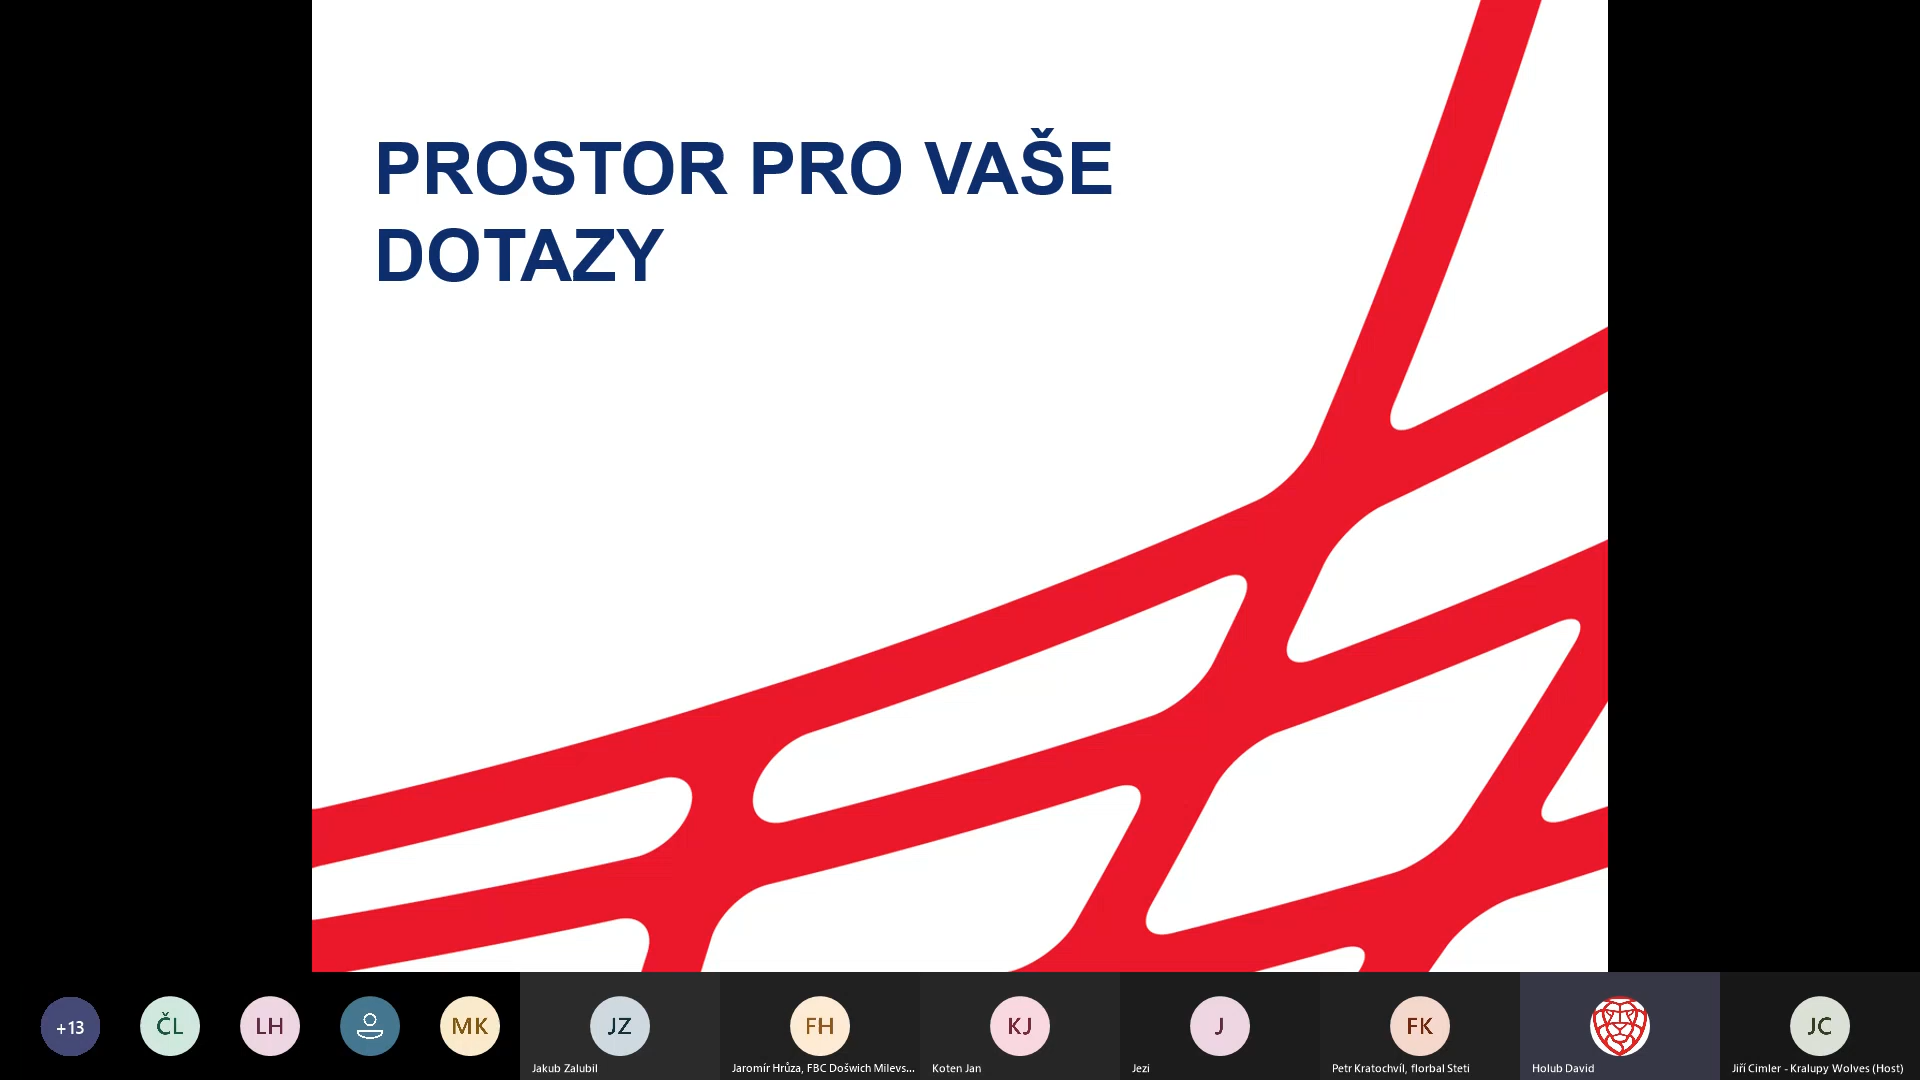 PROSTOR PRO VAŠE
DOTAZY
+13
ČL
LH
MK
JZ
FH
KJ
J
FK
JC
Jakub Zalubil
Jaromír Hrůza, FBC Došwich Milevs...
Koten Jan
Jezi
Petr Kratochvíl, florbal Steti
Holub David
Jiří Cimler - Kralupy Wolves (Host)